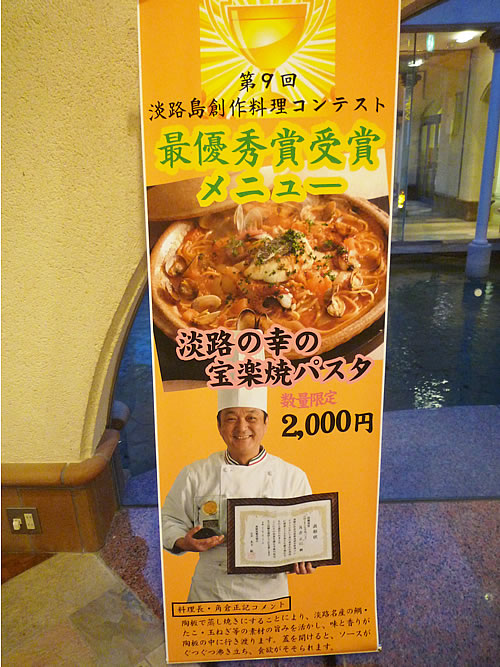 第9回
淡路島創作料理コンテスト
最優秀賞受賞
メニュー
淡路の幸の
宝楽焼パスタ
数量限定
2,000円
料理長・角倉正記コメント
陶板で蒸し焼きにすることにより、淡路名産の鯛・
たこ・玉ねぎ等の素材の旨みを活かし、味と香りが
陶板の中に行き渡ります。蓋を開けると、ソースが
ぐつぐつ沸き立ち、食欲がそそられます。